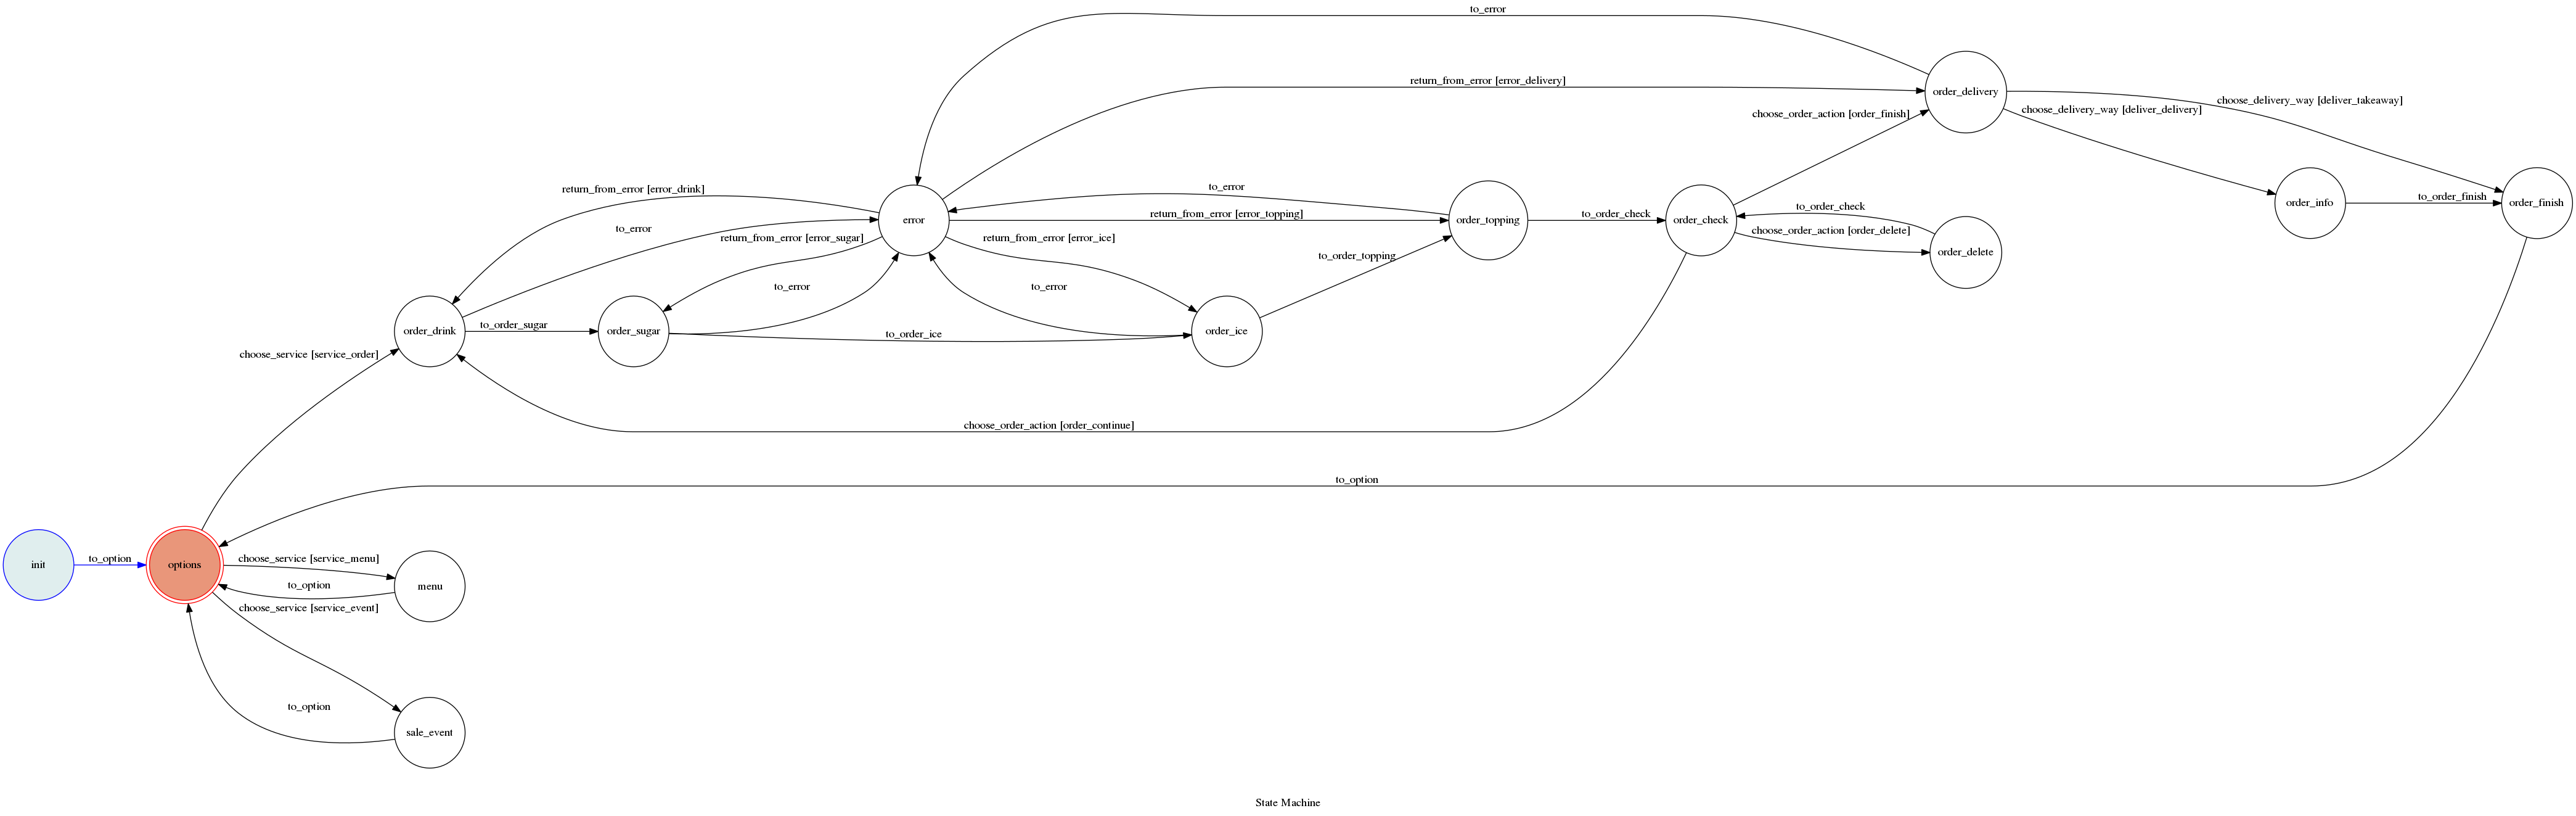 to_error
return_from_error [error_delivery]
order_delivery
choose_delivery_way [deliver_takeaway]
choose_delivery_way [deliver_delivery]
choose_order_action [order_finish]
return_from_error [error_drink]
to_error
to_order_finish
order_info
order_finish
to_order_check
return_from_error [error_topping]
to_order_check
error
order_topping
order_check
to_error
choose_order_action [order_delete]
return_from_error [error_sugar]
return_from_error [error_ice]
order_delete
to_order_topping
to_error
to_error
to_order_sugar
order_drink
order_sugar
order_ice
to_order_ice
choose_service [service_order]
choose_order_action [order_continue]
to_option
to_option
choose_service [service_menu]
init
options
to_option
menu
choose_service [service_event]
to_option
sale_event
State Machine